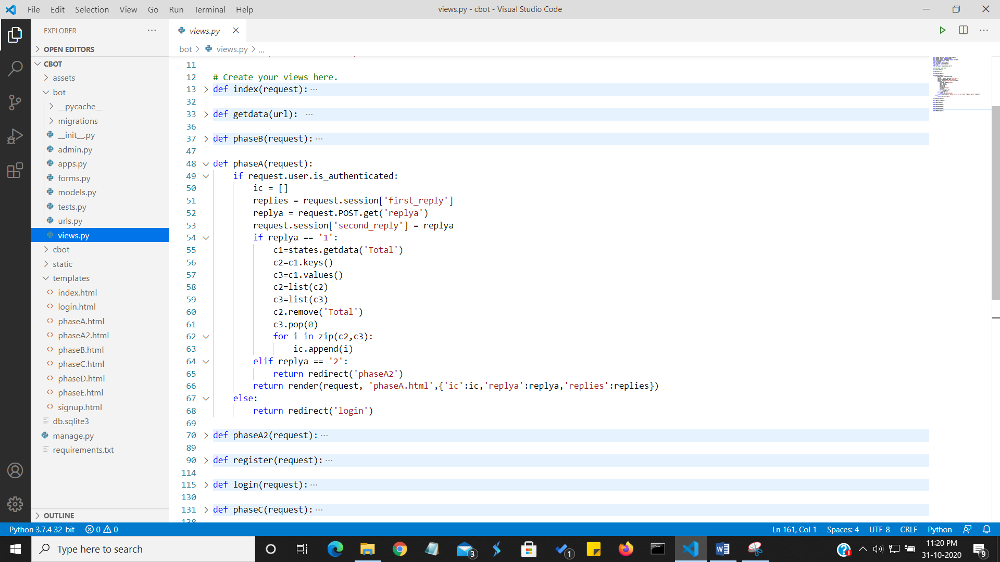 File Edit Selection View Go Run Terminal Help
views.py - cbot - Visual Studio Code
EXPLORER
OPEN EDITORS
CBOT
assets
bot
__pycache__
migrations
__init__.py
admin.py
apps.py
forms.py
models.py
tests.py
urls.py
views.py
cbot
static
templates
index.html
login.html
phaseA.html
phaseA2.html
phaseB.html
phaseC.html
phaseD.html
phaseE.html
signup.html
db.sqlite3
manage.py
requirements.txt
OUTLINE
views.py
bot > views.py > ...
11
12 # Create your views here.
13 def index(request):···
32
33 def getdata(url): ···
36
37 def phaseB(request):···
47
48 def phaseA(request):
49 if request.user.is_authenticated:
50 ic = []
51 replies = request.session['first_reply']
52 replya = request.POST.get('replya')
53 request.session['second_reply'] = replya
54 if replya == '1':
55 c1=states.getdata('Total')
56 c2=c1.keys()
57 c3=c1.values()
58 c2=list(c2)
59 c3=list(c3)
60 c2.remove('Total')
61 c3.pop(0)
62 for i in zip(c2,c3):
63 ic.append(i)
64 elif replya == '2':
65 return redirect('phaseA2')
66 return render(request, 'phaseA.html',{'ic':ic,'replya':replya,'replies':replies})
67 else:
68 return redirect('login')
69
70 def phaseA2(request):···
89
90 def register(request):···
114
115 def login(request):···
130
131 def phaseC(request):···
138
Python 3.7.4 32-bit 0 0
Ln 161, Col 1 Spaces: 4 UTF-8 CRLF Python
Type here to search
3
1
11:20 PM
31-10-2020
9